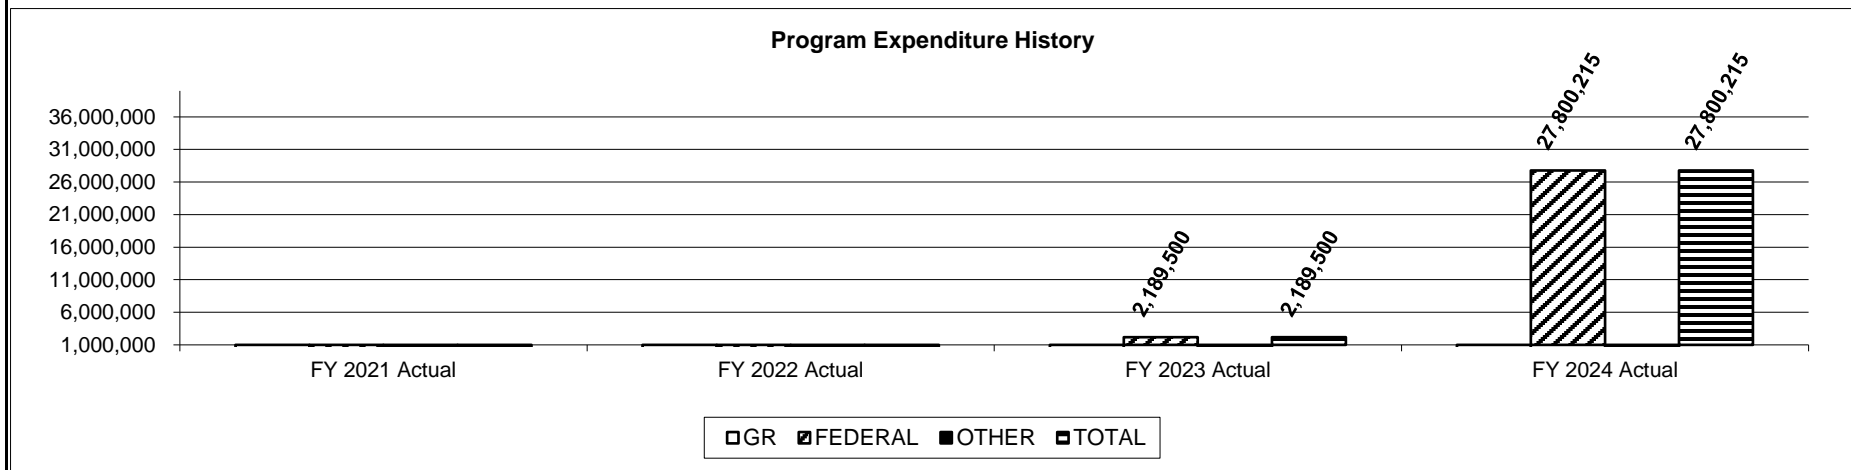 Program Expenditure History
27,800,215
27,800,215
36,000,000
31,000,000
26,000,000
21,000,000
16,000,000
2,189,500
2,189,500
11,000,000
6,000,000
1,000,000
FY 2021 Actual
FY 2022 Actual
FY 2023 Actual
FY 2024 Actual
GR
FEDERAL
OTHER
TOTAL